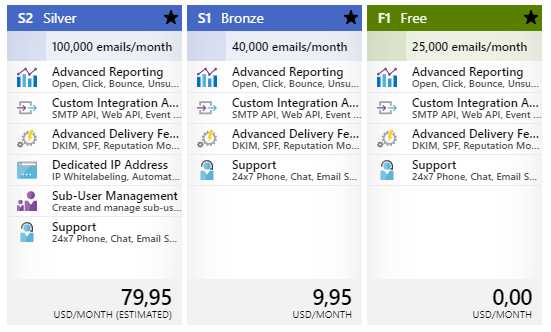 S2 Silver
100,000 emails/month
Advanced Reporting
Open, Click, Bounce, Unsu...
Custom Integration A...
SMTP API, Web API, Event ...
Advanced Delivery Fe...
DKIM, SPF, Reputation Mo...
Dedicated IP Address
IP Whitelabeling, Automat...
Sub-User Management
Create and manage sub-us...
Support
24x7 Phone, Chat, Email S...
79,95
USD/MONTH (ESTIMATED)
S1 Bronze
40,000 emails/month
Advanced Reporting
Open, Click, Bounce, Unsu...
Custom Integration A...
SMTP API, Web API, Event ...
Advanced Delivery Fe...
DKIM, SPF, Reputation Mo...
Support
24x7 Phone, Chat, Email S...
9,95
USD/MONTH
F1 Free
25,000 emails/month
Advanced Reporting
Open, Click, Bounce, Unsu...
Custom Integration A...
SMTP API, Web API, Event ...
Advanced Delivery Fe...
DKIM, SPF, Reputation Mo...
Support
24x7 Phone, Chat, Email S...
0,00
USD/MONTH